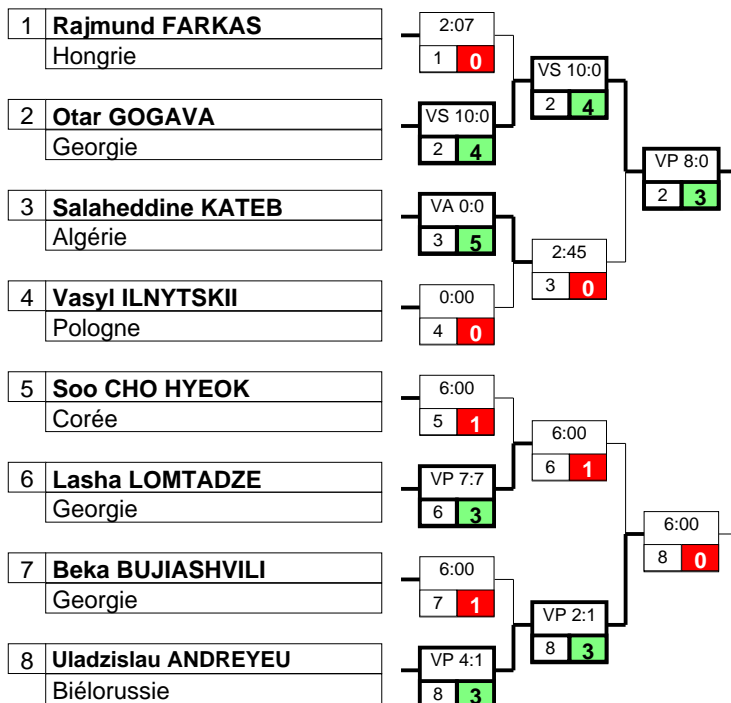 1 Rajmund FARKAS
Hongrie
2:07
1 0
VS 10:0
2 4
2 Otar GOGAVA
Georgie
VS 10:0
2 4
VP 8:0
2 3
3 Salaheddine KATEB
Algérie
VA 0:0
3 5
2:45
3 0
4 Vasyl ILNYTSKII
Pologne
0:00
4 0
5 Soo CHO HYEOK
Corée
6:00
5 1
6:00
6 1
6 Lasha LOMTADZE
Georgie
VP 7:7
6 3
6:00
8 0
7 Beka BUJIASHVILI
Georgie
6:00
7 1
VP 2:1
8 3
8 Uladzislau ANDREYEU
Biélorussie
VP 4:1
8 3